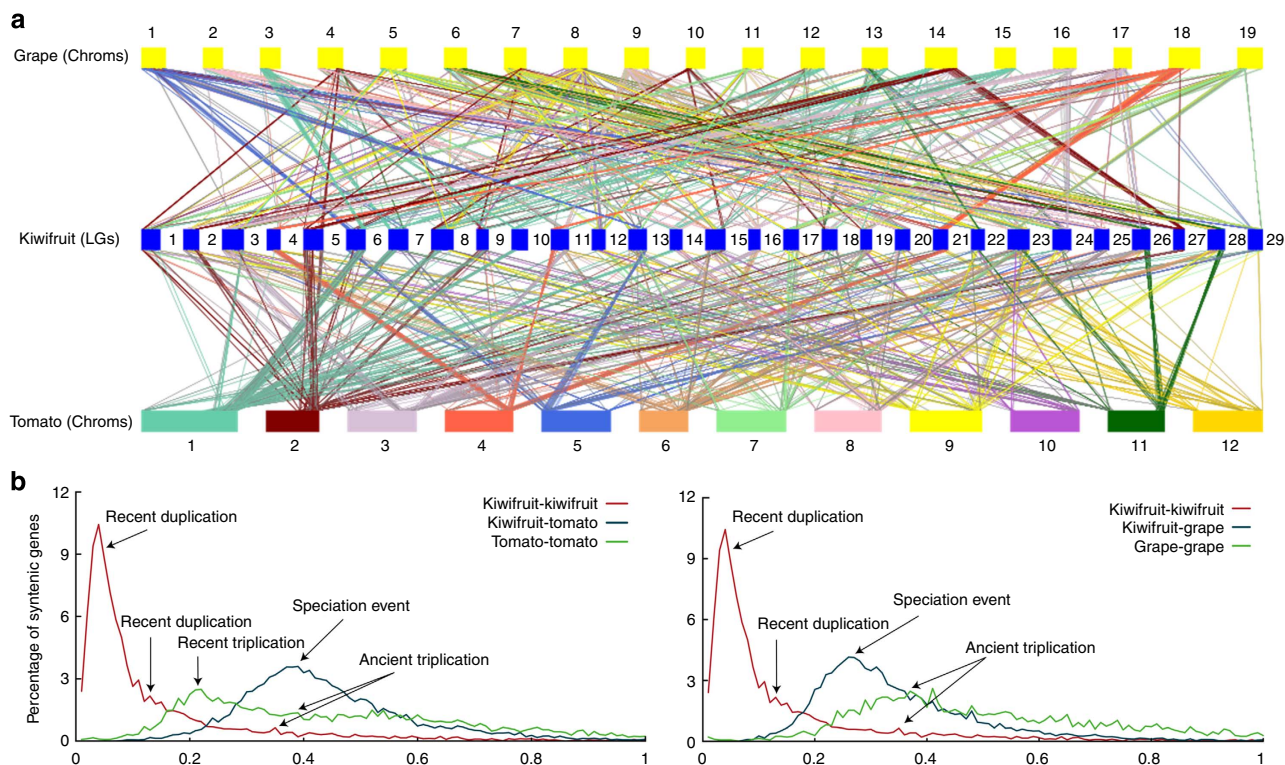 a
1 2 3 4 5 6 7 8 9 10 11 12 13 14 15 16 17 18 19
Grape (Chroms)
Kiwifruit (LGs) 1 2 3 4 5 6 7 8 9 10 11 12 13 14 15 16 17 18 19 20 21 22 23 24 25 26 27 28 29
Tomato (Chroms)
1 2 3 4 5 6 7 8 9 10 11 12
b
Percentage of syntenic genes
12
9
6
3
0
0 0.2 0.4 0.6 0.8 1
Kiwifruit-kiwifruit
Kiwifruit-tomato
Tomato-tomato
Recent duplication
Recent duplication
Recent triplication
Speciation event
Ancient triplication
12
9
6
3
0
0 0.2 0.4 0.6 0.8 1
Kiwifruit-kiwifruit
Kiwifruit-grape
Grape-grape
Recent duplication
Recent duplication
Speciation event
Ancient triplication